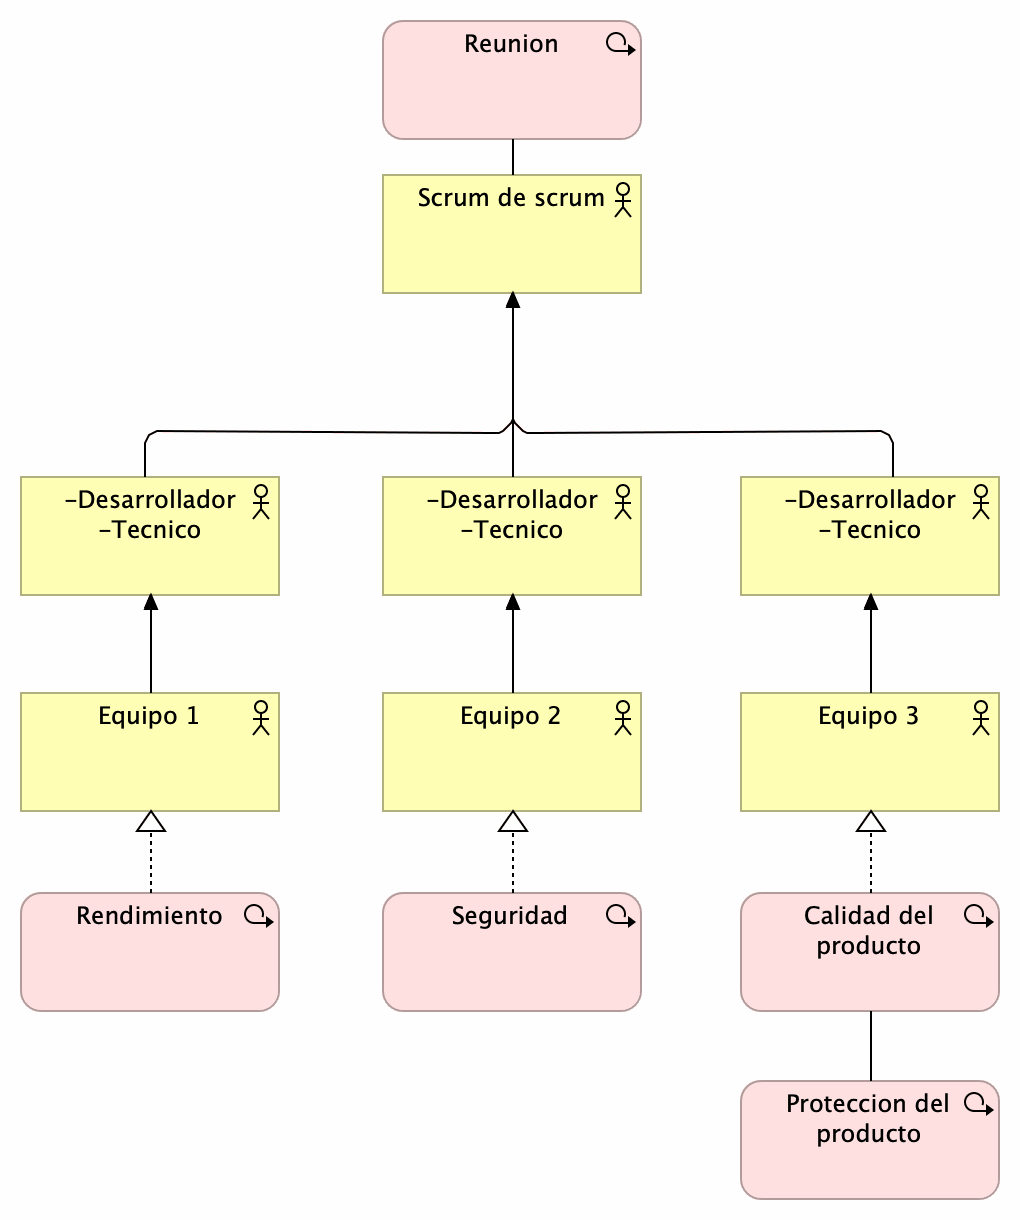 Reunion
Scrum de scrum
-Desarrollador
-Tecnico
-Desarrollador
-Tecnico
-Desarrollador
-Tecnico
Equipo 1
Equipo 2
Equipo 3
Rendimiento
Seguridad
Calidad del
producto
Proteccion del
producto